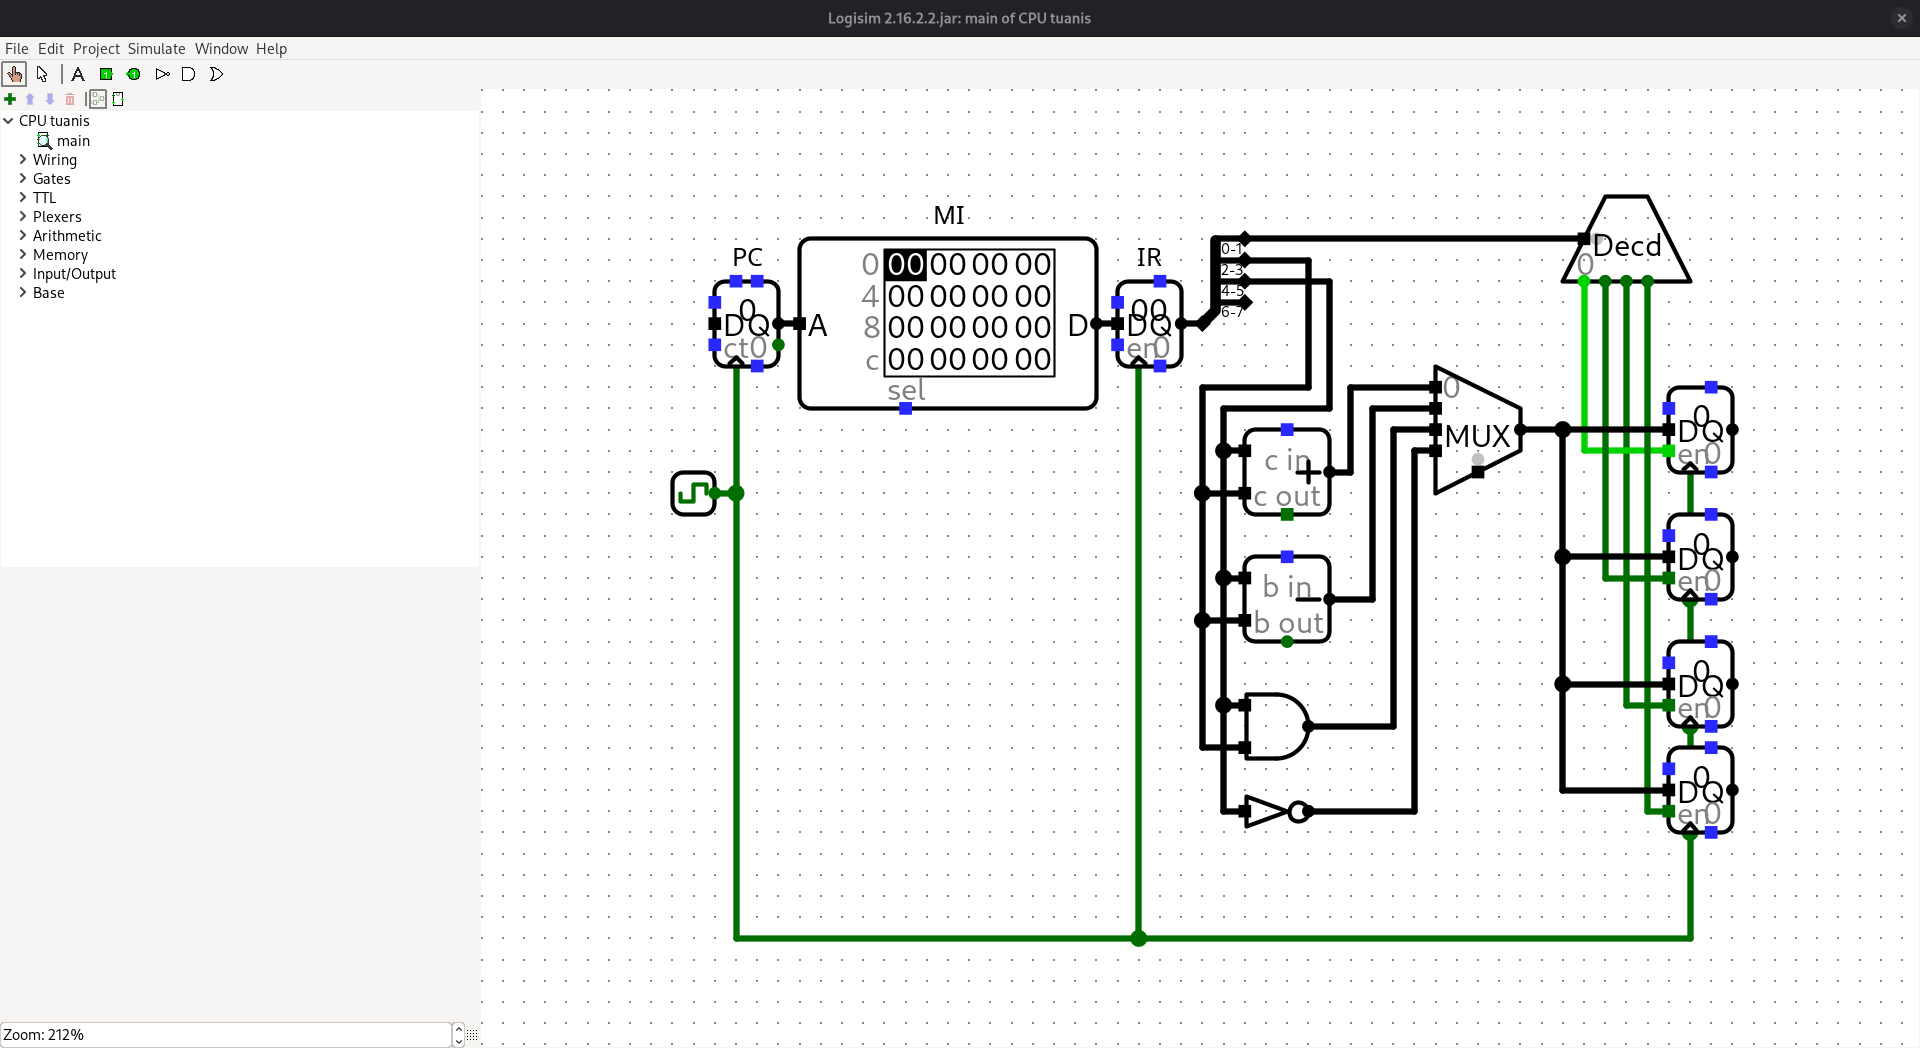 Logisim 2.16.2.2.jar: main of CPU tuanis
File Edit Project Simulate Window Help
A
CPU tuanis
main
Wiring
Gates
TTL
Plexers
Arithmetic
Memory
Input/Output
Base
Zoom: 212%
MI
PC
0
D Q
ct 0
A
0 00 00 00 00
4 00 00 00 00
8 00 00 00 00
c 00 00 00 00
sel
D
IR
00
D Q
en 0
0-1
2-3
4-5
6-7
Decd
0
c in
+
c out
b in
b out
0
MUX
0
D Q
en 0
0
D Q
en 0
0
D Q
en 0
0
D Q
en 0